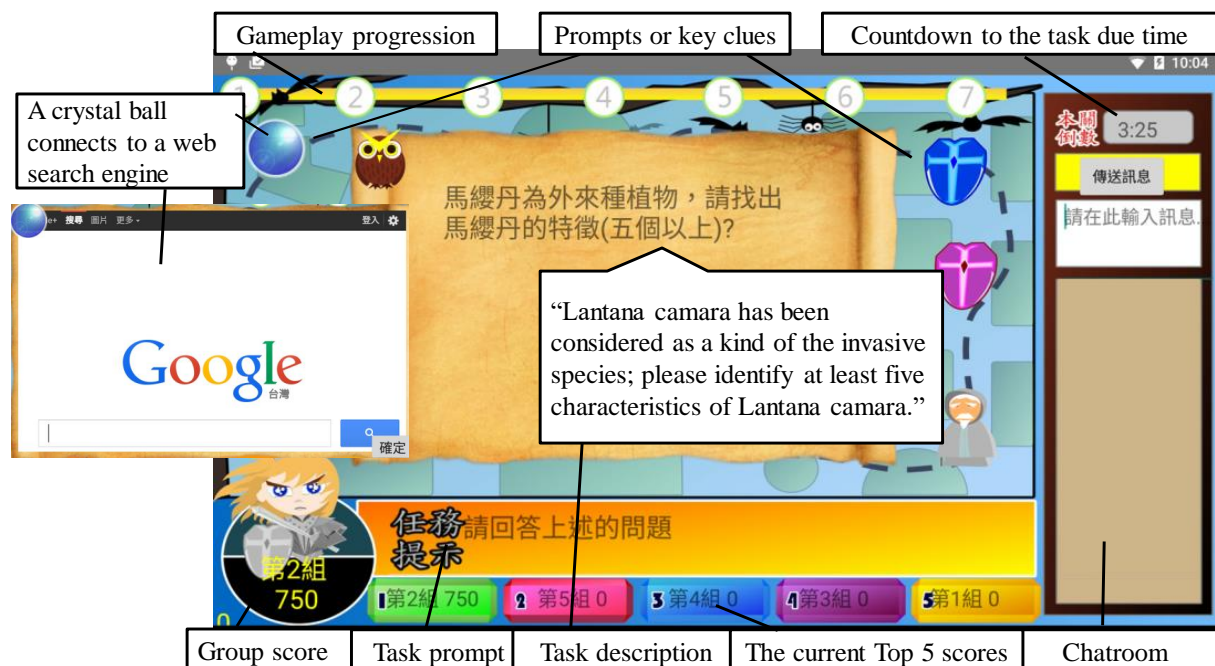 Gameplay progression
Prompts or key clues
Countdown to the task due time
10:04
1 2 3 4 5 6 7
A crystal ball
connects to a web
search engine
本關
倒數
3:25
傳送訊息
請在此輸入訊息.
馬纓丹為外來種植物，請找出
馬纓丹的特徵(五個以上)?
搜尋 圖片 更多 登入
Google
台灣
確定
“Lantana camara has been
considered as a kind of the invasive
species; please identify at least five
characteristics of Lantana camara.”
任務
提示
請回答上述的問題
第2組
750
0
1 第2組 750
2 第5組 0
3 第4組 0
4 第3組 0
5 第1組 0
Group score
Task prompt
Task description
The current Top 5 scores
Chatroom